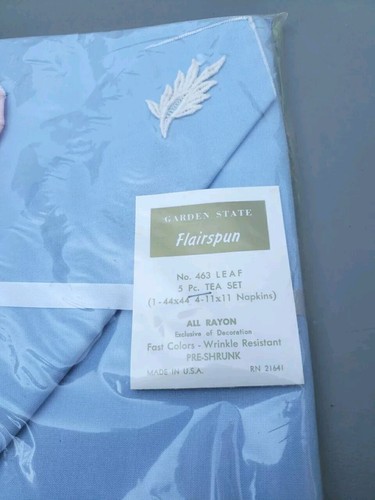 GARDEN STATE
Flairspun
No. 463 LEAF
5 Pc. TEA SET
(1-44x44 4-11x11 Napkins)
ALL RAYON
Exclusive of Decoration
Fast Colors - Wrinkle Resistant
PRE-SHRUNK
MADE IN U.S.A. RN 21641